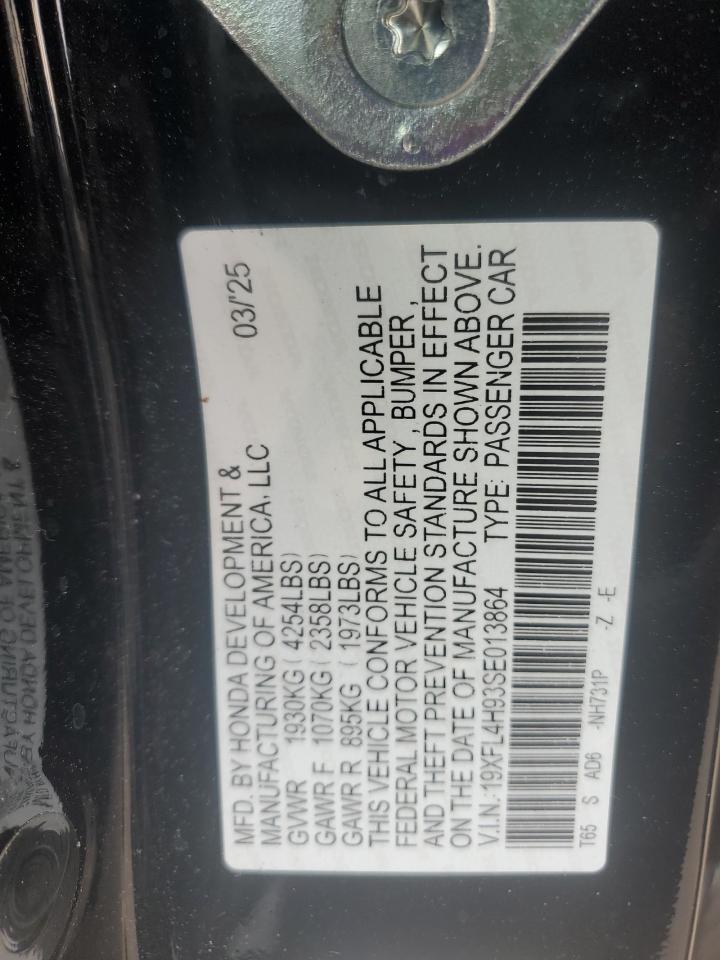 MFD. BY HONDA DEVELOPMENT & 03/'25
MANUFACTURING OF AMERICA, LLC
GVWR 1930KG ( 4254LBS)
GAWR F 1070KG ( 2358LBS)
GAWR R 895KG ( 1973LBS)
THIS VEHICLE CONFORMS TO ALL APPLICABLE
FEDERAL MOTOR VEHICLE SAFETY , BUMPER ,
AND THEFT PREVENTION STANDARDS IN EFFECT
ON THE DATE OF MANUFACTURE SHOWN ABOVE.
V.I.N.: 19XFL4H93SE013864 TYPE: PASSENGER CAR
T65 S AD6 -NH731P -Z -E